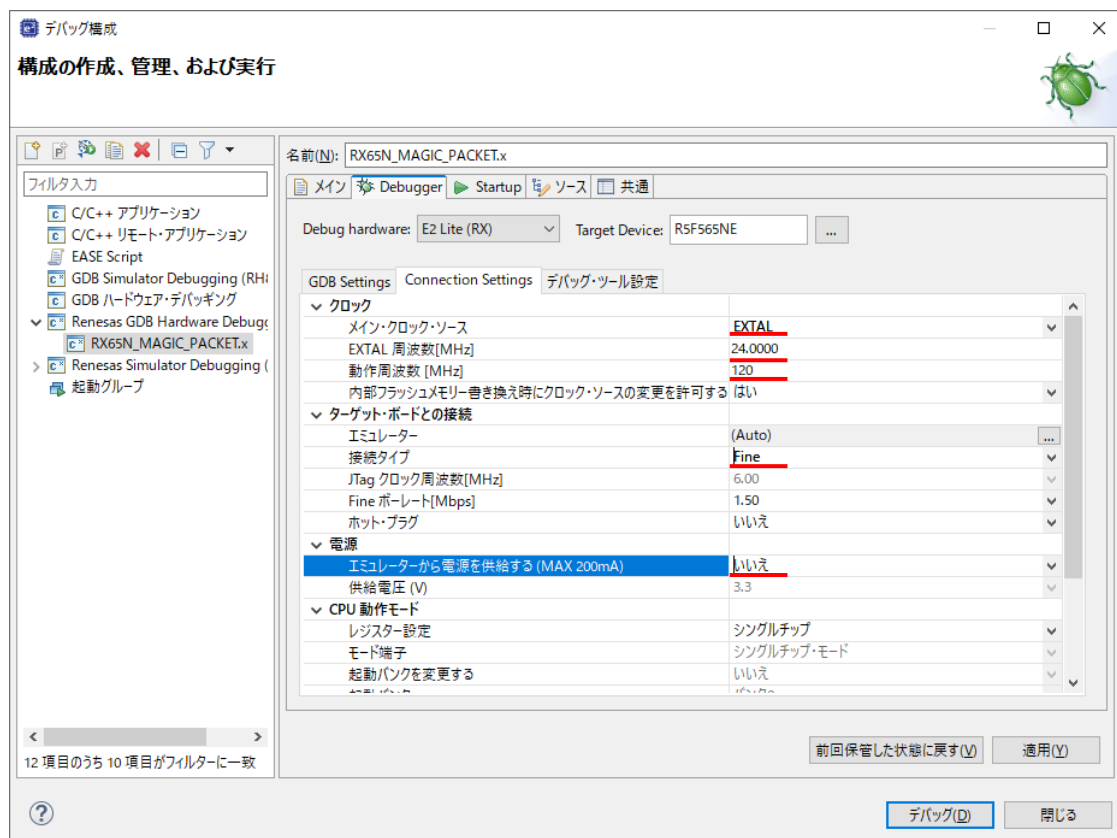 デバッグ構成
構成の作成、管理、および実行
フィルタ入力
C/C++ アプリケーション
C/C++ リモート・アプリケーション
EASE Script
GDB Simulator Debugging (RH8
GDB ハードウェア・デバッギング
Renesas GDB Hardware Debugg
RX65N_MAGIC_PACKET.x
Renesas Simulator Debugging (
起動グループ
12 項目のうち 10 項目がフィルターに一致
名前(N): RX65N_MAGIC_PACKET.x
メイン Debugger Startup ソース 共通
Debug hardware: E2 Lite (RX) Target Device: R5F565NE ...
GDB Settings Connection Settings デバッグ・ツール設定
クロック
メイン・クロック・ソース EXTAL
EXTAL 周波数[MHz] 24.0000
動作周波数 [MHz] 120
内部フラッシュメモリー書き換え時にクロック・ソースの変更を許可する はい
ターゲット・ボードとの接続
エミュレーター (Auto) ...
接続タイプ Fine
JTag クロック周波数[MHz] 6.00
Fine ボーレート[Mbps] 1.50
ホット・プラグ いいえ
電源
エミュレーターから電源を供給する (MAX 200mA) いいえ
供給電圧 (V) 3.3
CPU 動作モード
レジスター設定 シングルチップ
モード端子 シングルチップ・モード
起動バンクを変更する いいえ
前回保管した状態に戻す(V) 適用(Y)
デバッグ(D) 閉じる